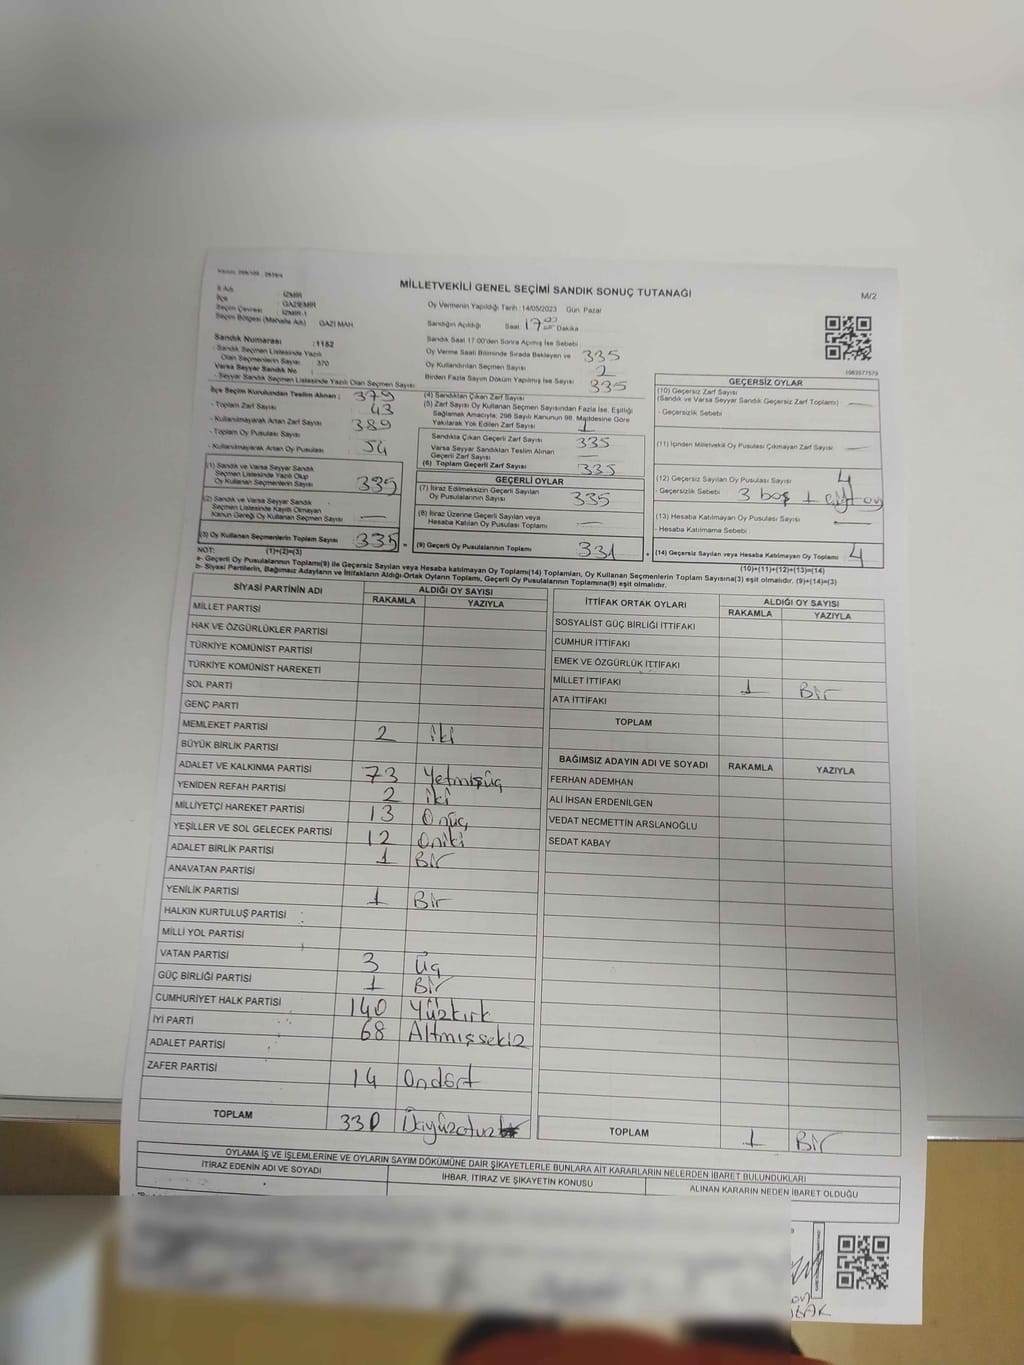 MİLLETVEKİLİ GENEL SEÇİMİ SANDIK SONUÇ TUTANAĞI
M/2
İl Adı : İZMİR
İlçe : GAZİEMİR
Seçim Çevresi : İZMİR-1
Seçim Bölgesi (Mahalle Adı) GAZİ MAH
Oy Vermenin Yapıldığı Tarih : 14/05/2023 Gün: Pazar
Sandığın Açıldığı Saat 17 Dakika
Sandık Saat 17:00'den Sonra Açılmış İse Sebebi
Sandık Numarası : 1182
- Sandık Seçmen Listesinde Yazılı Olan Seçmenlerin Sayısı : 370
Varsa Seyyar Sandık No
- Seyyar Sandık Seçmen Listesinde Yazılı Olan Seçmen Sayısı
Oy Verme Saati Bitiminde Sırada Bekleyen ve
Oy Kullandırılan Seçmen Sayısı
335
Birden Fazla Sayım Döküm Yapılmış İse Sayısı
2
İlçe Seçim Kurulundan Teslim Alınan ; 379
- Toplam Zarf Sayısı
- Kullanılmayarak Artan Zarf Sayısı 43
- Toplam Oy Pusulası Sayısı 389
- Kullanılmayarak Artan Oy Pusulası 54
(4) Sandıktan Çıkan Zarf Sayısı 335
(5) Zarf Sayısı Oy Kullanan Seçmen Sayısından Fazla İse, Eşitliği
Sağlamak Amacıyla, 298 Sayılı Kanunun 98. Maddesine Göre
Yakılarak Yok Edilen Zarf Sayısı 1
Sandıkta Çıkan Geçerli Zarf Sayısı 335
Varsa Seyyar Sandıktan Teslim Alınan
Geçerli Zarf Sayısı —
(6) Toplam Geçerli Zarf Sayısı 335
(1) Sandık ve Varsa Seyyar Sandık
Seçmen Listesinde Yazılı Olup
Oy Kullanan Seçmenlerin Sayısı 335
(2) Sandık ve Varsa Seyyar Sandık
Seçmen Listesinde Kayıtlı Olmayan
Kanun Gereği Oy Kullanan Seçmen Sayısı —
(3) Oy Kullanan Seçmenlerin Toplam Sayısı 335
GEÇERLİ OYLAR
(7) İtiraz Edilmeksizin Geçerli Sayılan
Oy Pusulalarının Sayısı 335
(8) İtiraz Üzerine Geçerli Sayılan veya
Hesaba Katılan Oy Pusulası Toplamı —
(9) Geçerli Oy Pusulalarının Toplamı 331
1083577579
GEÇERSİZ OYLAR
(10) Geçersiz Zarf Sayısı
(Sandık ve Varsa Seyyar Sandık Geçersiz Zarf Toplamı) —
- Geçersizlik Sebebi
(11) İçinden Milletvekili Oy Pusulası Çıkmayan Zarf Sayısı —
(12) Geçersiz Sayılan Oy Pusulası Sayısı 4
- Geçersizlik Sebebi 3 boş 1 çift oy
(13) Hesaba Katılmayan Oy Pusulası Sayısı —
- Hesaba Katılmama Sebebi
(14) Geçersiz Sayılan veya Hesaba Katılmayan Oy Toplamı 4
NOT: (1)+(2)=(3) (10)+(11)+(12)+(13)=(14)
a- Geçerli Oy Pusulalarının Toplamı(9) ile Geçersiz Sayılan veya Hesaba katılmayan Oy Toplamı(14) Toplamları, Oy Kullanan Seçmenlerin Toplam Sayısına(3) eşit olmalıdır. (9)+(14)=(3)
b- Siyasi Partilerin, Bağımsız Adayların ve İttifakların Aldığı-Ortak Oyların Toplamı, Geçerli Oy Pusulalarının Toplamına(9) eşit olmalıdır.
SİYASİ PARTİNİN ADI ALDIĞI OY SAYISI
RAKAMLA YAZIYLA
MİLLET PARTİSİ
HAK VE ÖZGÜRLÜKLER PARTİSİ
TÜRKİYE KOMÜNİST PARTİSİ
TÜRKİYE KOMÜNİST HAREKETİ
SOL PARTİ
GENÇ PARTİ
MEMLEKET PARTİSİ 2 iki
BÜYÜK BİRLİK PARTİSİ
ADALET VE KALKINMA PARTİSİ 73 Yetmişüç
YENİDEN REFAH PARTİSİ 2 iki
MİLLİYETÇİ HAREKET PARTİSİ 13 Onüç
YEŞİLLER VE SOL GELECEK PARTİSİ 12 Oniki
ADALET BİRLİK PARTİSİ 1 Bir
ANAVATAN PARTİSİ
YENİLİK PARTİSİ 1 Bir
HALKIN KURTULUŞ PARTİSİ
MİLLİ YOL PARTİSİ
VATAN PARTİSİ 3 Üç
GÜÇ BİRLİĞİ PARTİSİ 1 Bir
CUMHURİYET HALK PARTİSİ 140 Yüzkırk
İYİ PARTİ 68 Altmışsekiz
ADALET PARTİSİ
ZAFER PARTİSİ 14 Ondört
TOPLAM 330 Üçyüzotuz
İTTİFAK ORTAK OYLARI ALDIĞI OY SAYISI
RAKAMLA YAZIYLA
SOSYALİST GÜÇ BİRLİĞİ İTTİFAKI
CUMHUR İTTİFAKI
EMEK VE ÖZGÜRLÜK İTTİFAKI
MİLLET İTTİFAKI 1 Bir
ATA İTTİFAKI
TOPLAM
BAĞIMSIZ ADAYIN ADI VE SOYADI RAKAMLA YAZIYLA
FERHAN ADEMHAN
ALİ İHSAN ERDENİLGEN
VEDAT NECMETTİN ARSLANOĞLU
SEDAT KABAY
TOPLAM 1 Bir
OYLAMA İŞ VE İŞLEMLERİNE VE OYLARIN SAYIM DÖKÜMÜNE DAİR ŞİKAYETLERLE BUNLARA AİT KARARLARIN NELERDEN İBARET BULUNDUKLARI
İTİRAZ EDENİN ADI VE SOYADI İHBAR, İTİRAZ VE ŞİKAYETİN KONUSU ALINAN KARARIN NEDEN İBARET OLDUĞU